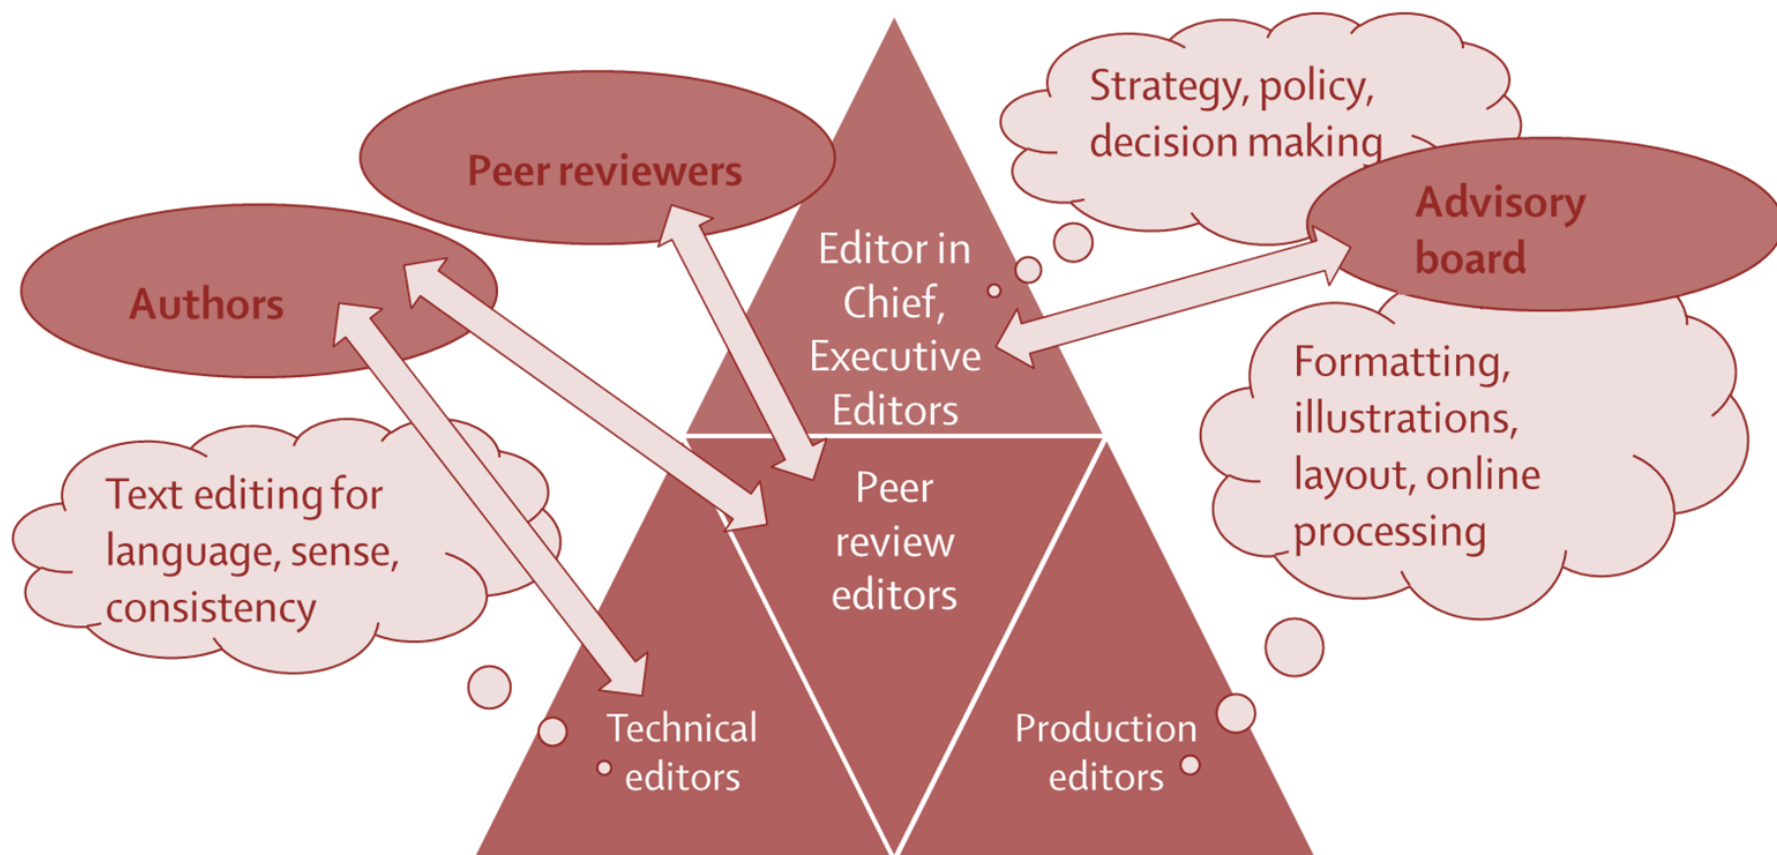 Peer reviewers
Authors
Strategy, policy,
decision making
Advisory
board
Editor in
Chief,
Executive
Editors
Text editing for
language, sense,
consistency
Peer
review
editors
Formatting,
illustrations,
layout, online
processing
Technical
editors
Production
editors